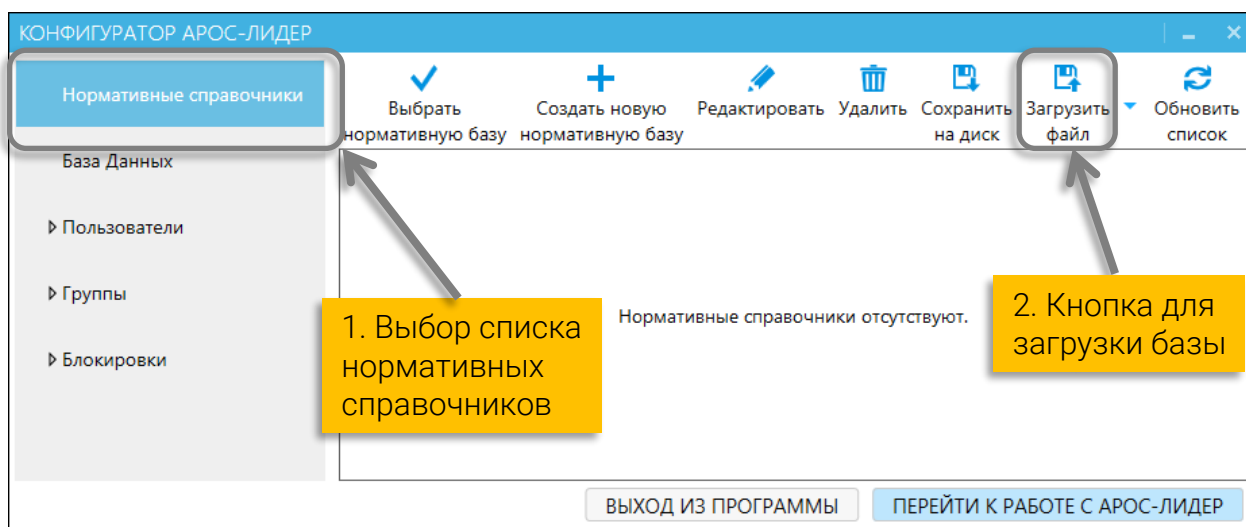 КОНФИГУРАТОР АРОС-ЛИДЕР
Нормативные справочники
База Данных
Пользователи
Группы
Блокировки
Выбрать
нормативную базу
Создать новую
нормативную базу
Редактировать
Удалить
Сохранить
на диск
Загрузить
файл
Обновить
список
Нормативные справочники отсутствуют.
1. Выбор списка
нормативных
справочников
2. Кнопка для
загрузки базы
ВЫХОД ИЗ ПРОГРАММЫ
ПЕРЕЙТИ К РАБОТЕ С АРОС-ЛИДЕР